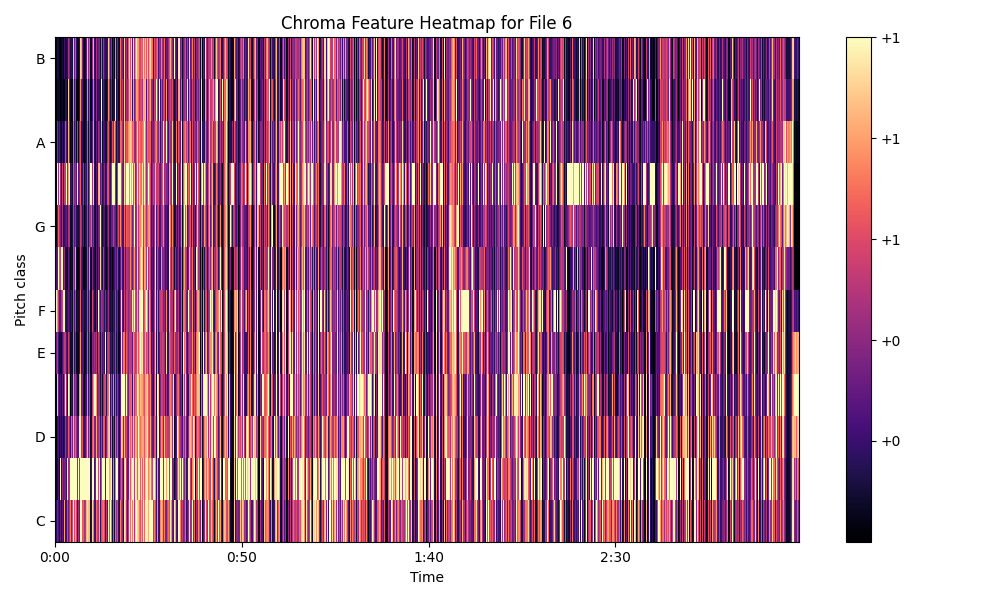 Chroma Feature Heatmap for File 6
Pitch class
B
A
G
F
E
D
C
0:00
0:50
1:40
2:30
Time
+1
+1
+1
+0
+0